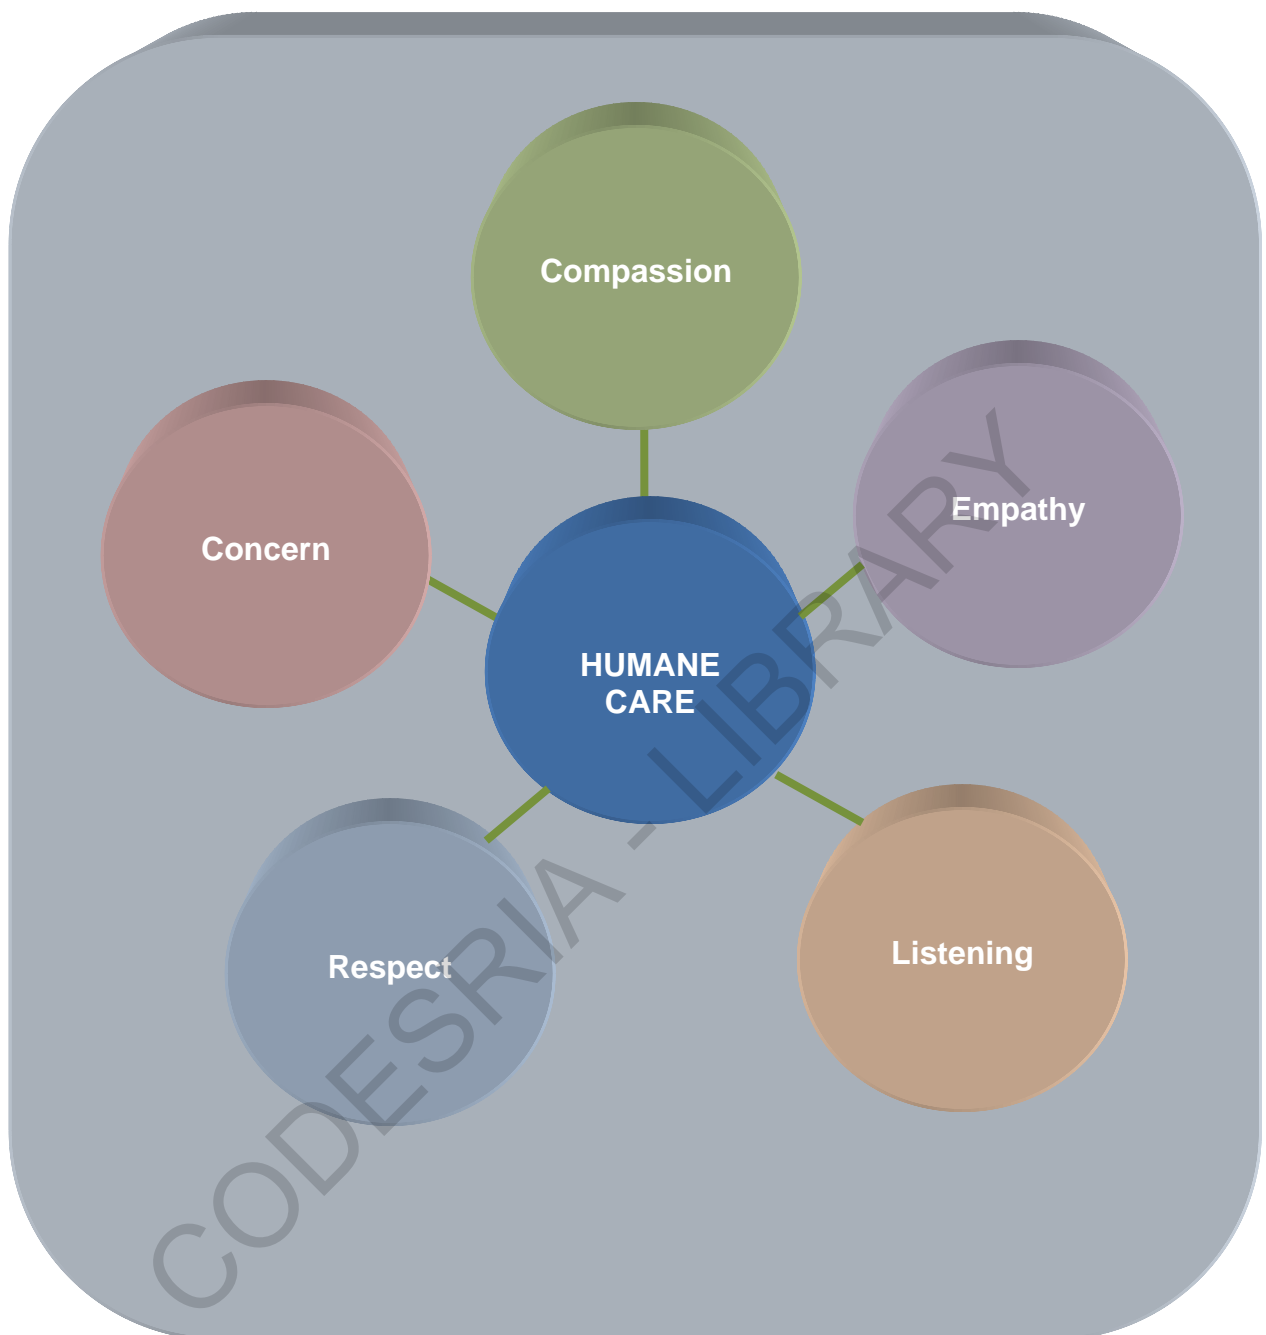 Compassion
Empathy
Concern
HUMANE
CARE
Listening
Respect
CODESRIA - LIBRARY